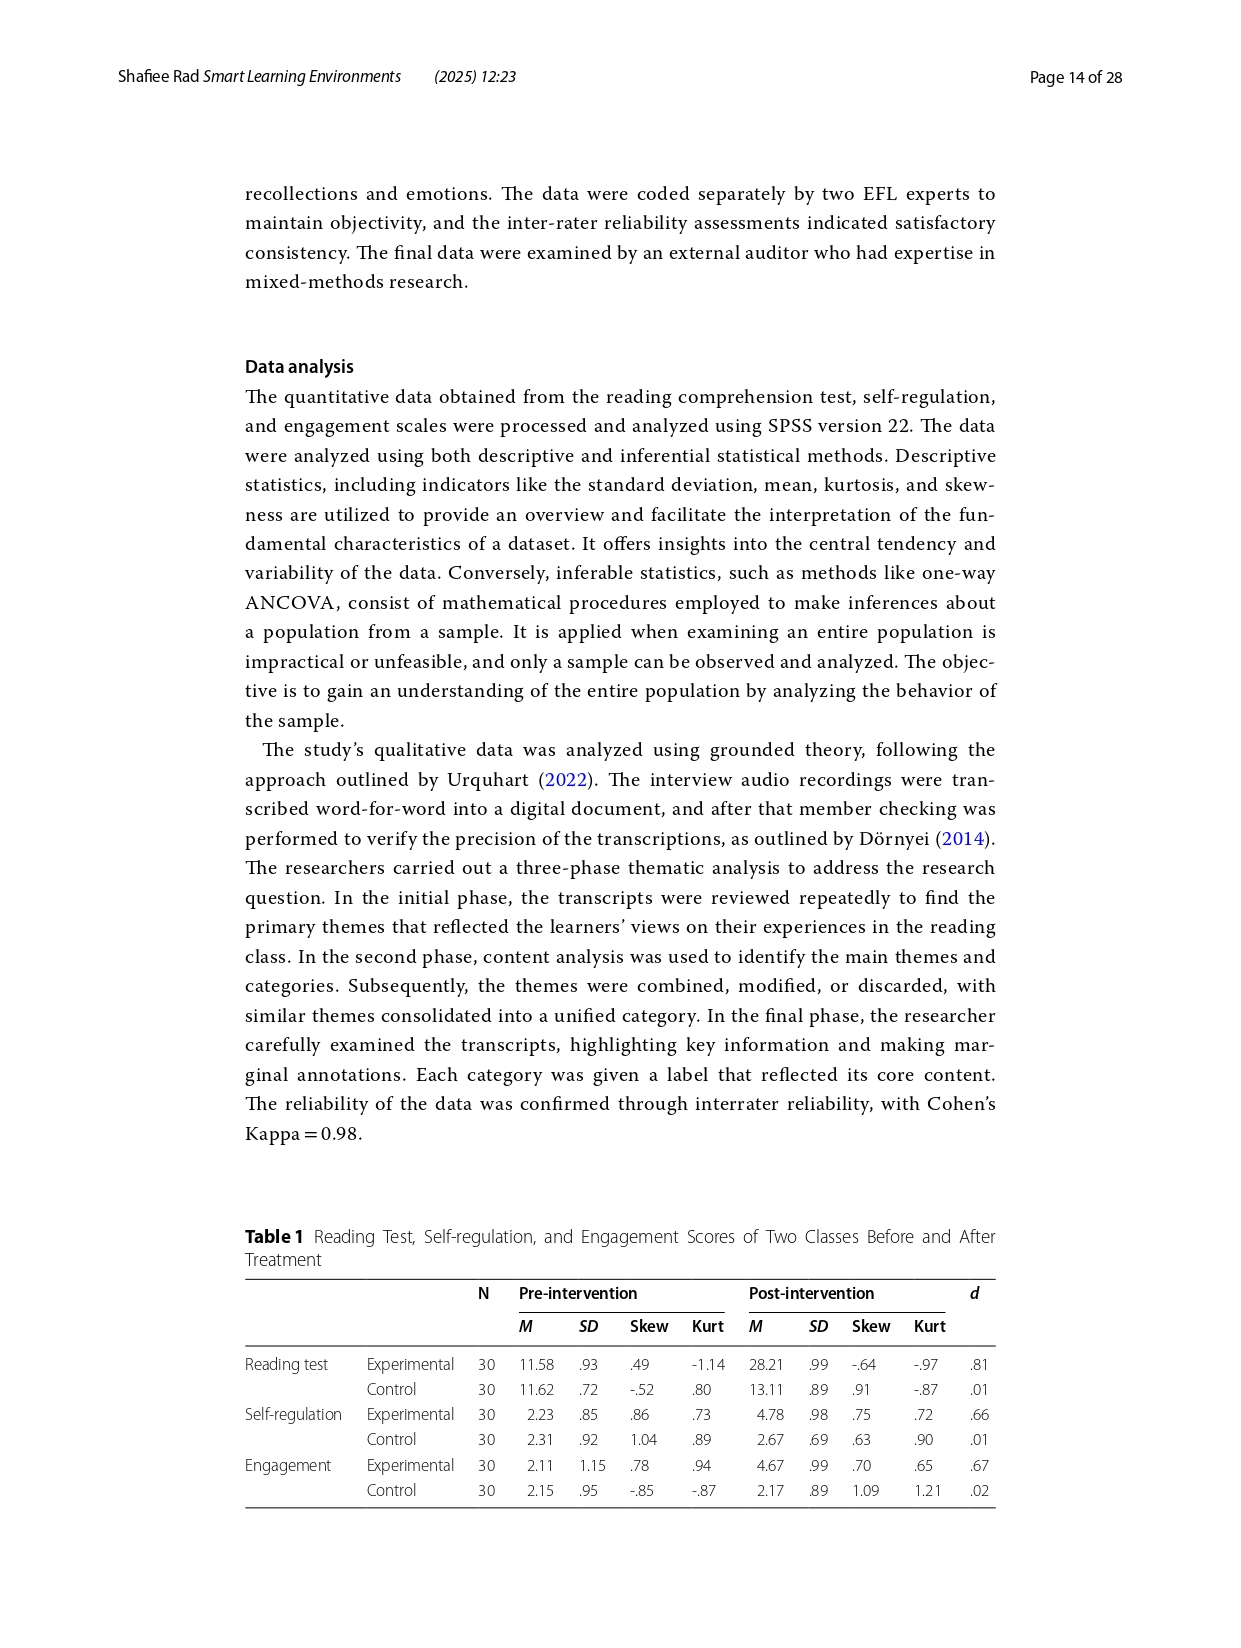 Shafiee Rad Smart Learning Environments (2025) 12:23 Page 14 of 28
recollections and emotions. The data were coded separately by two EFL experts to
maintain objectivity, and the inter-rater reliability assessments indicated satisfactory
consistency. The final data were examined by an external auditor who had expertise in
mixed-methods research.
Data analysis
The quantitative data obtained from the reading comprehension test, self-regulation,
and engagement scales were processed and analyzed using SPSS version 22. The data
were analyzed using both descriptive and inferential statistical methods. Descriptive
statistics, including indicators like the standard deviation, mean, kurtosis, and skew-
ness are utilized to provide an overview and facilitate the interpretation of the fun-
damental characteristics of a dataset. It offers insights into the central tendency and
variability of the data. Conversely, inferable statistics, such as methods like one-way
ANCOVA, consist of mathematical procedures employed to make inferences about
a population from a sample. It is applied when examining an entire population is
impractical or unfeasible, and only a sample can be observed and analyzed. The objec-
tive is to gain an understanding of the entire population by analyzing the behavior of
the sample.
The study's qualitative data was analyzed using grounded theory, following the
approach outlined by Urquhart (2022). The interview audio recordings were tran-
scribed word-for-word into a digital document, and after that member checking was
performed to verify the precision of the transcriptions, as outlined by Dörnyei (2014).
The researchers carried out a three-phase thematic analysis to address the research
question. In the initial phase, the transcripts were reviewed repeatedly to find the
primary themes that reflected the learners' views on their experiences in the reading
class. In the second phase, content analysis was used to identify the main themes and
categories. Subsequently, the themes were combined, modified, or discarded, with
similar themes consolidated into a unified category. In the final phase, the researcher
carefully examined the transcripts, highlighting key information and making mar-
ginal annotations. Each category was given a label that reflected its core content.
The reliability of the data was confirmed through interrater reliability, with Cohen's
Kappa = 0.98.
Table 1 Reading Test, Self-regulation, and Engagement Scores of Two Classes Before and After
Treatment
N Pre-intervention Post-intervention d
M SD Skew Kurt M SD Skew Kurt
Reading test Experimental 30 11.58 .93 .49 -1.14 28.21 .99 -.64 -.97 .81
Control 30 11.62 .72 -.52 .80 13.11 .89 .91 -.87 .01
Self-regulation Experimental 30 2.23 .85 .86 .73 4.78 .98 .75 .72 .66
Control 30 2.31 .92 1.04 .89 2.67 .69 .63 .90 .01
Engagement Experimental 30 2.11 1.15 .78 .94 4.67 .99 .70 .65 .67
Control 30 2.15 .95 -.85 -.87 2.17 .89 1.09 1.21 .02